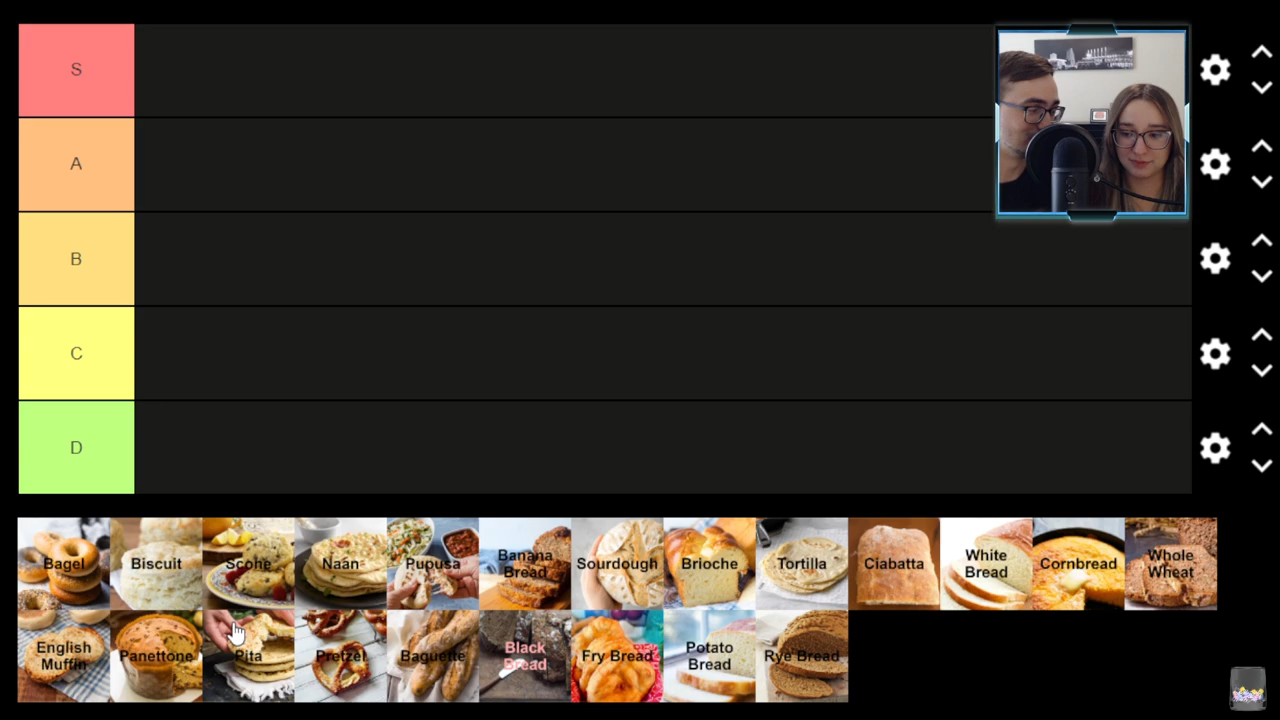 S
A
B
C
D
Bagel
Biscuit
Scone
Naan
Pupusa
Banana
Bread
Sourdough
Brioche
Tortilla
Ciabatta
White
Bread
Cornbread
Whole
Wheat
English
Muffin
Panettone
Pita
Pretzel
Baguette
Black
Bread
Fry Bread
Potato
Bread
Rye Bread